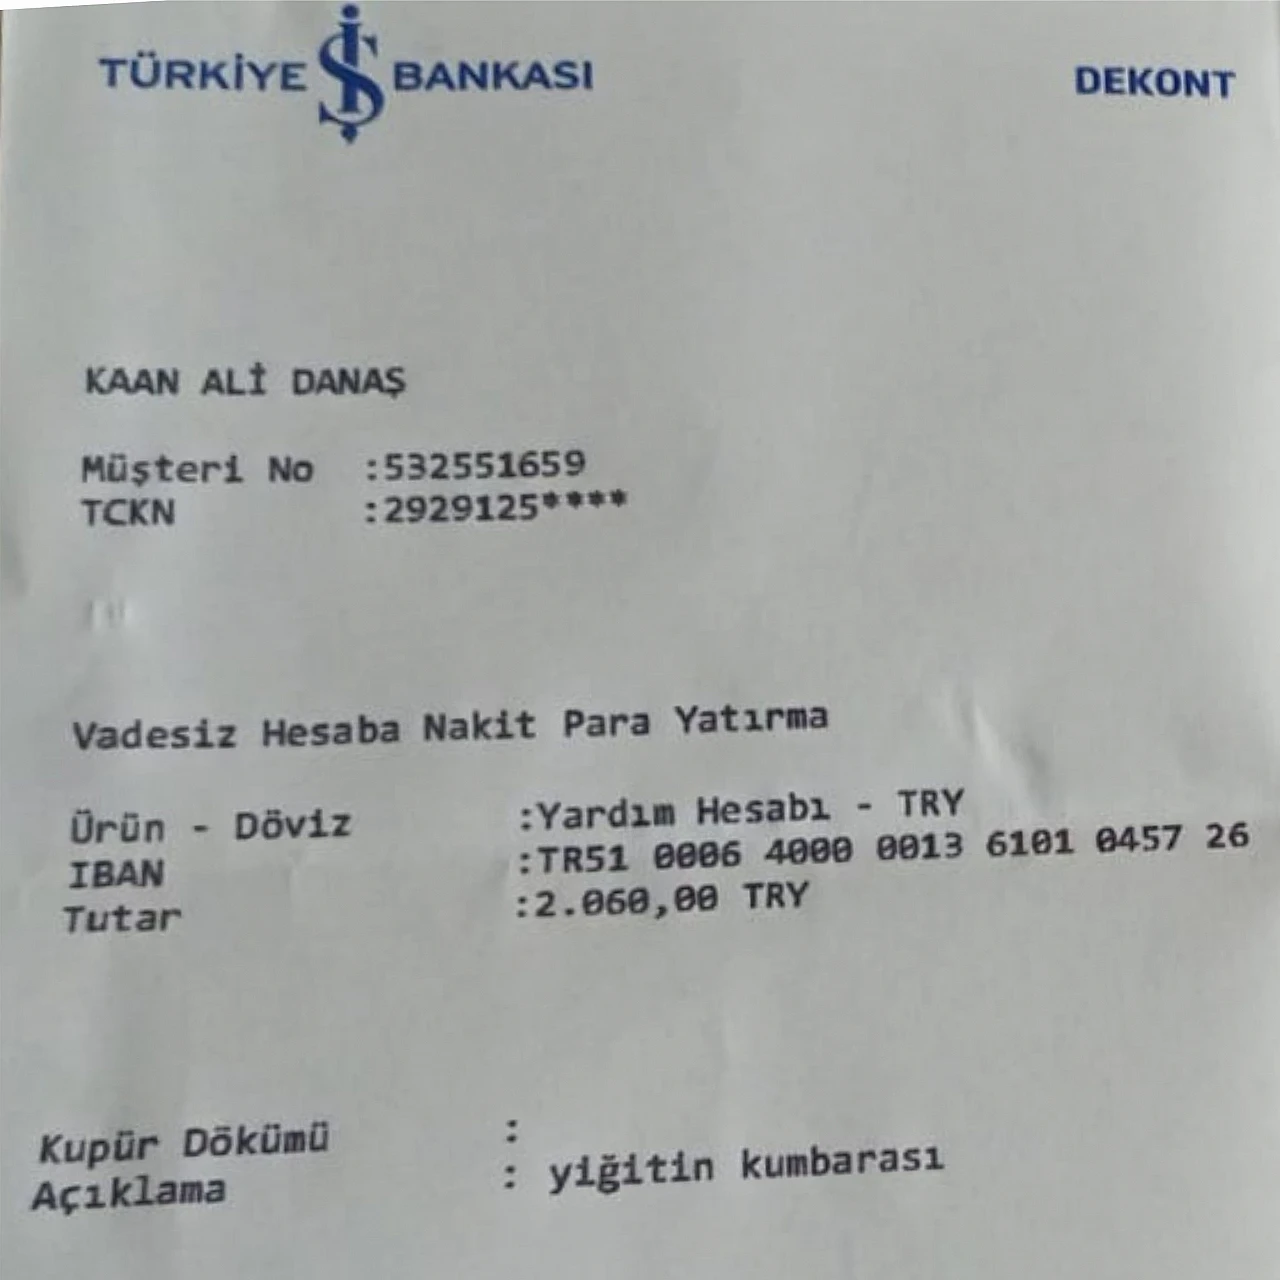 TÜRKİYE İŞ BANKASI DEKONT
KAAN ALİ DANAŞ
Müşteri No :532551659
TCKN :2929125****
Vadesiz Hesaba Nakit Para Yatırma
Ürün - Döviz :Yardım Hesabı - TRY
IBAN :TR51 0006 4000 0013 6101 0457 26
Tutar :2.060,00 TRY
Kupür Dökümü :
Açıklama : yiğitin kumbarası